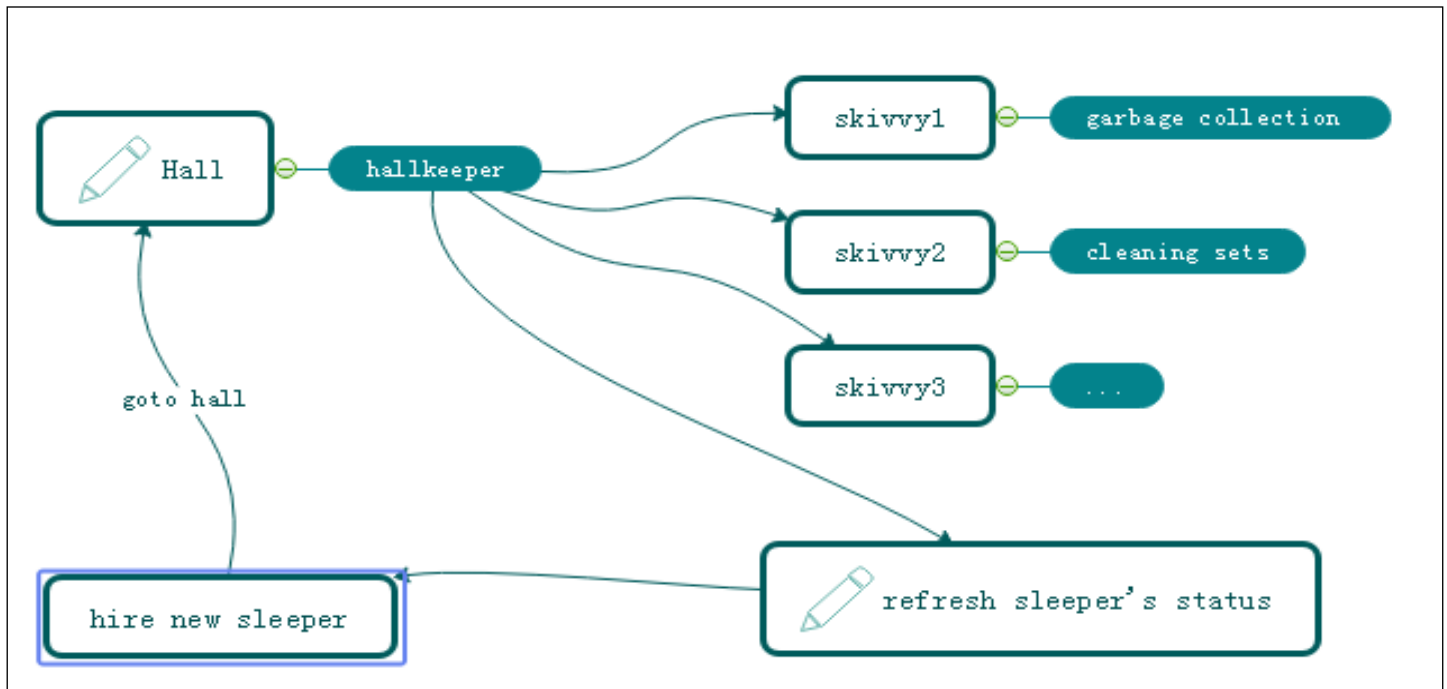 Hall
hallkeeper
skivvy1
garbage collection
skivvy2
cleaning sets
skivvy3
...
goto hall
hire new sleeper
refresh sleeper's status